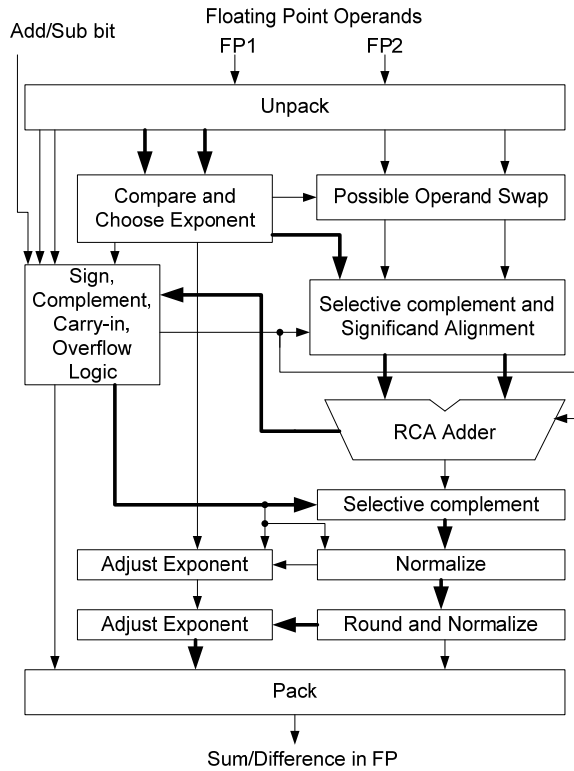 Floating Point Operands
Add/Sub bit
FP1
FP2
Unpack
Compare and
Choose Exponent
Possible Operand Swap
Sign,
Complement,
Carry-in,
Overflow
Logic
Selective complement and
Significand Alignment
RCA Adder
Selective complement
Adjust Exponent
Normalize
Adjust Exponent
Round and Normalize
Pack
Sum/Difference in FP